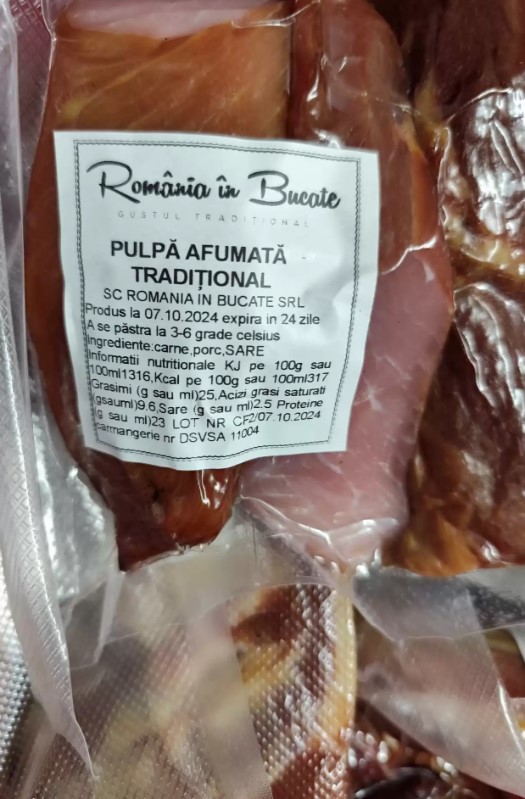 România în Bucate
GUSTUL TRADIȚIONAL
PULPĂ AFUMATĂ
TRADIȚIONAL
SC ROMANIA IN BUCATE SRL
Produs la 07.10.2024 expira in 24 zile
A se păstra la 3-6 grade celsius
Ingrediente:carne,porc,SARE
Informatii nutritionale KJ pe 100g sau
100ml1316,Kcal pe 100g sau 100ml317
Grasimi (g sau ml)25,Acizi grasi saturati
(gsauml)9.6,Sare (g sau ml)2.5 Proteine
(g sau ml)23 LOT NR CF2/07.10.2024
carmangerie nr DSVSA 11004